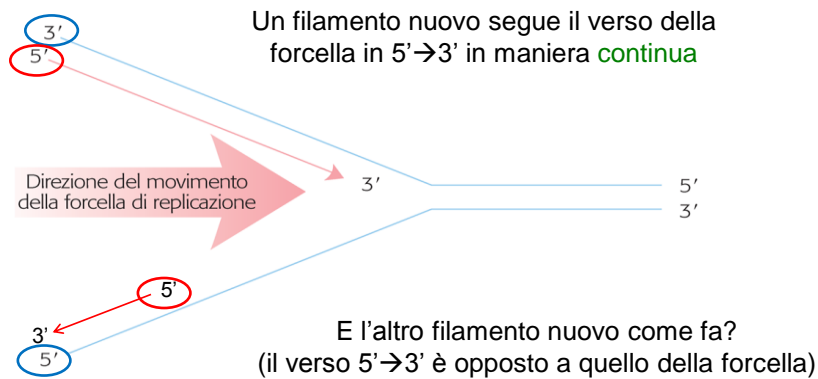 Un filamento nuovo segue il verso della
forcella in 5’→3’ in maniera continua
3′
5′
3′
5′
3′
Direzione del movimento
della forcella di replicazione
5’
3’
5′
E l’altro filamento nuovo come fa?
(il verso 5’→3’ è opposto a quello della forcella)